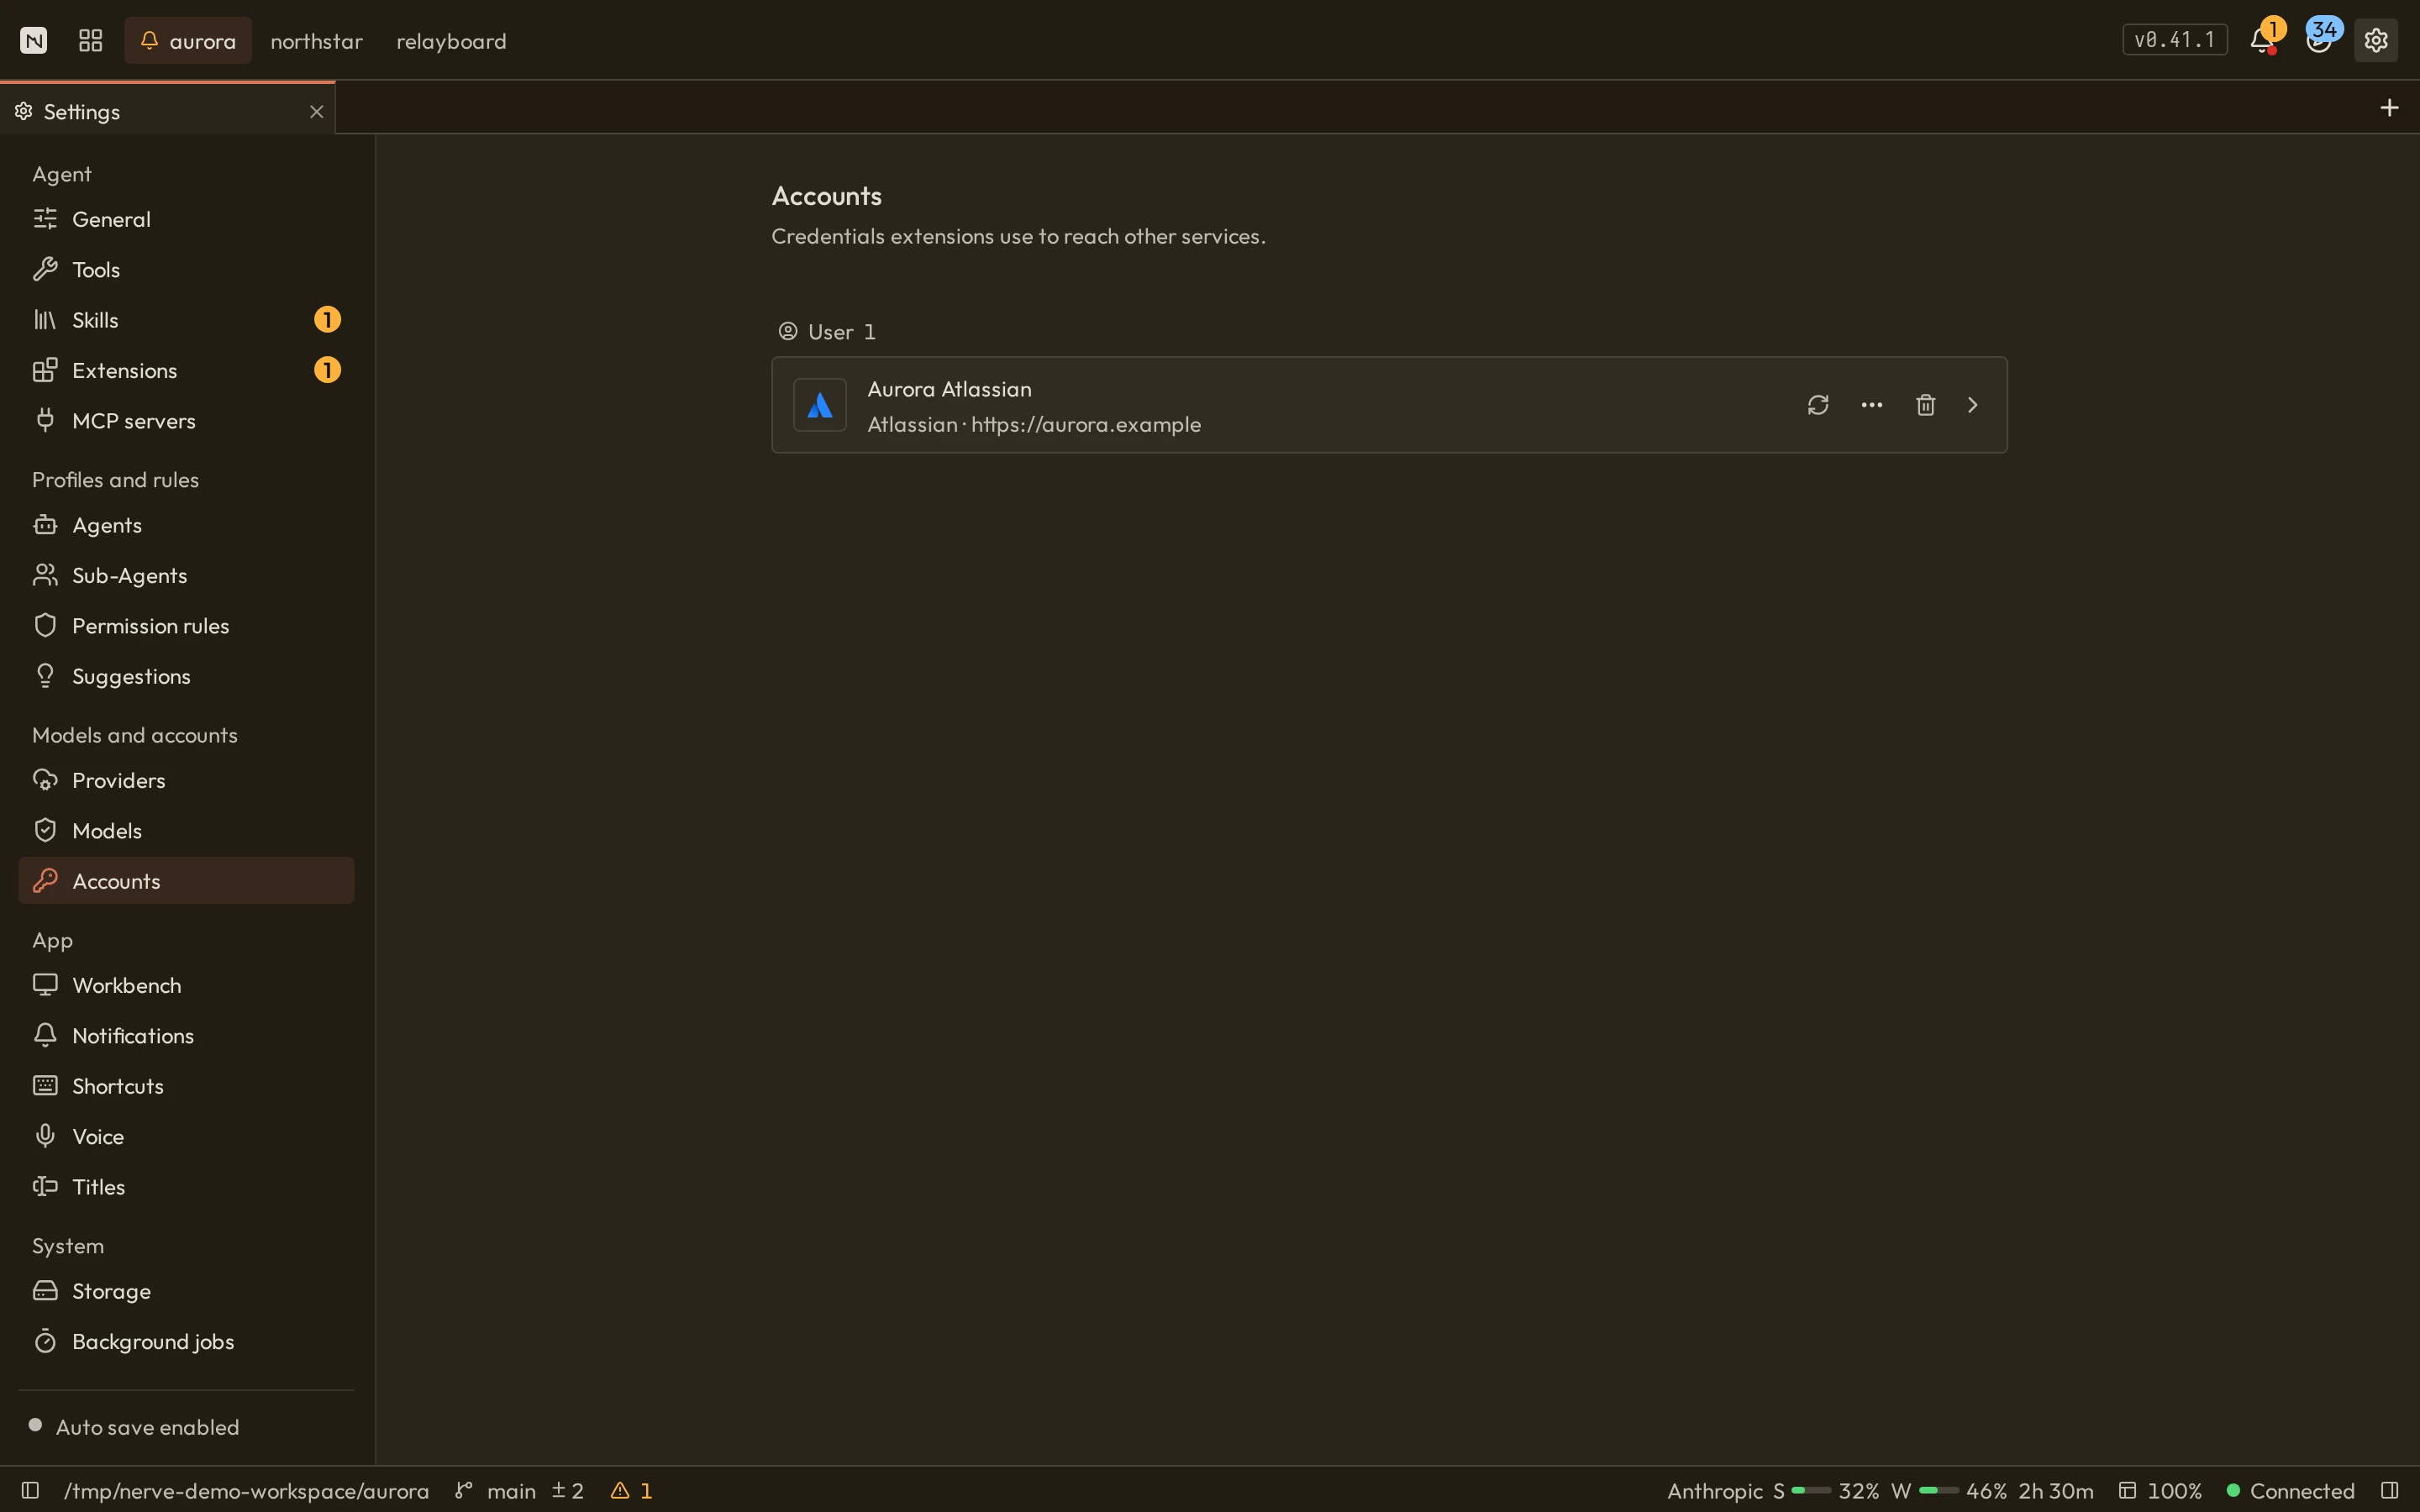 aurora
northstar
relayboard
v0.41.1
1
34
Settings
Agent
General
Tools
Skills 1
Extensions 1
MCP servers
Profiles and rules
Agents
Sub-Agents
Permission rules
Suggestions
Models and accounts
Providers
Models
Accounts
App
Workbench
Notifications
Shortcuts
Voice
Titles
System
Storage
Background jobs
Auto save enabled
Accounts
Credentials extensions use to reach other services.
User 1
Aurora Atlassian
Atlassian · https://aurora.example
/tmp/nerve-demo-workspace/aurora main ±2 1
Anthropic S 32% W 46% 2h 30m 100% Connected